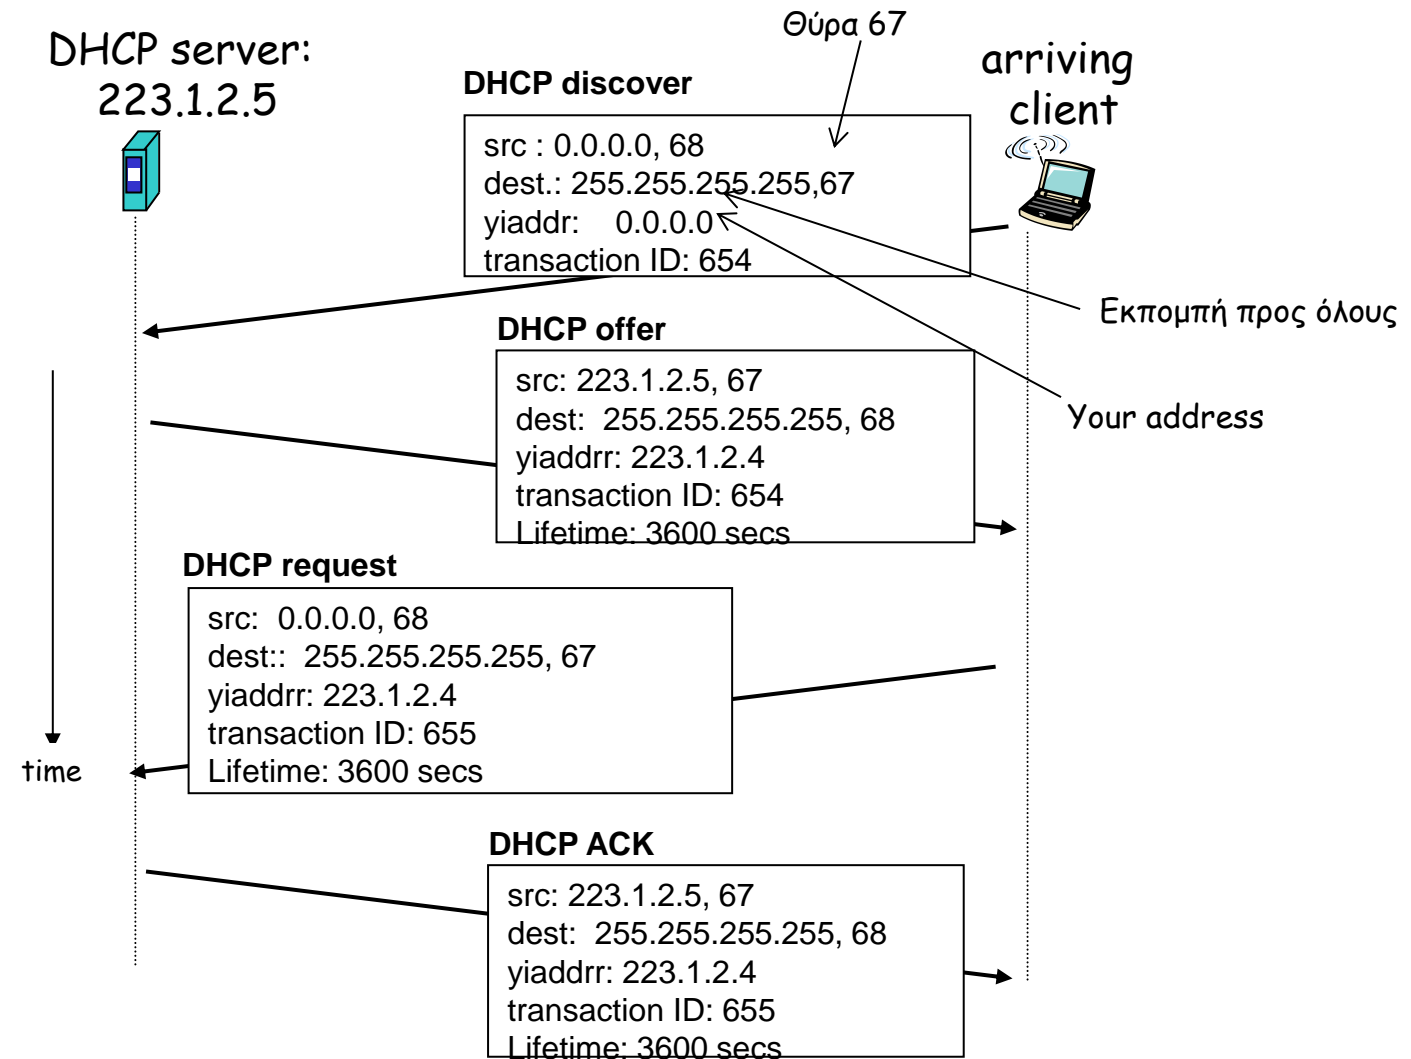 Θύρα 67
DHCP server:
223.1.2.5
arriving
client
DHCP discover
src : 0.0.0.0, 68
dest.: 255.255.255.255,67
yiaddr: 0.0.0.0
transaction ID: 654
Εκπομπή προς όλους
DHCP offer
src: 223.1.2.5, 67
dest: 255.255.255.255, 68
yiaddrr: 223.1.2.4
transaction ID: 654
Lifetime: 3600 secs
Your address
DHCP request
src: 0.0.0.0, 68
dest:: 255.255.255.255, 67
yiaddrr: 223.1.2.4
transaction ID: 655
Lifetime: 3600 secs
time
DHCP ACK
src: 223.1.2.5, 67
dest: 255.255.255.255, 68
yiaddrr: 223.1.2.4
transaction ID: 655
Lifetime: 3600 secs